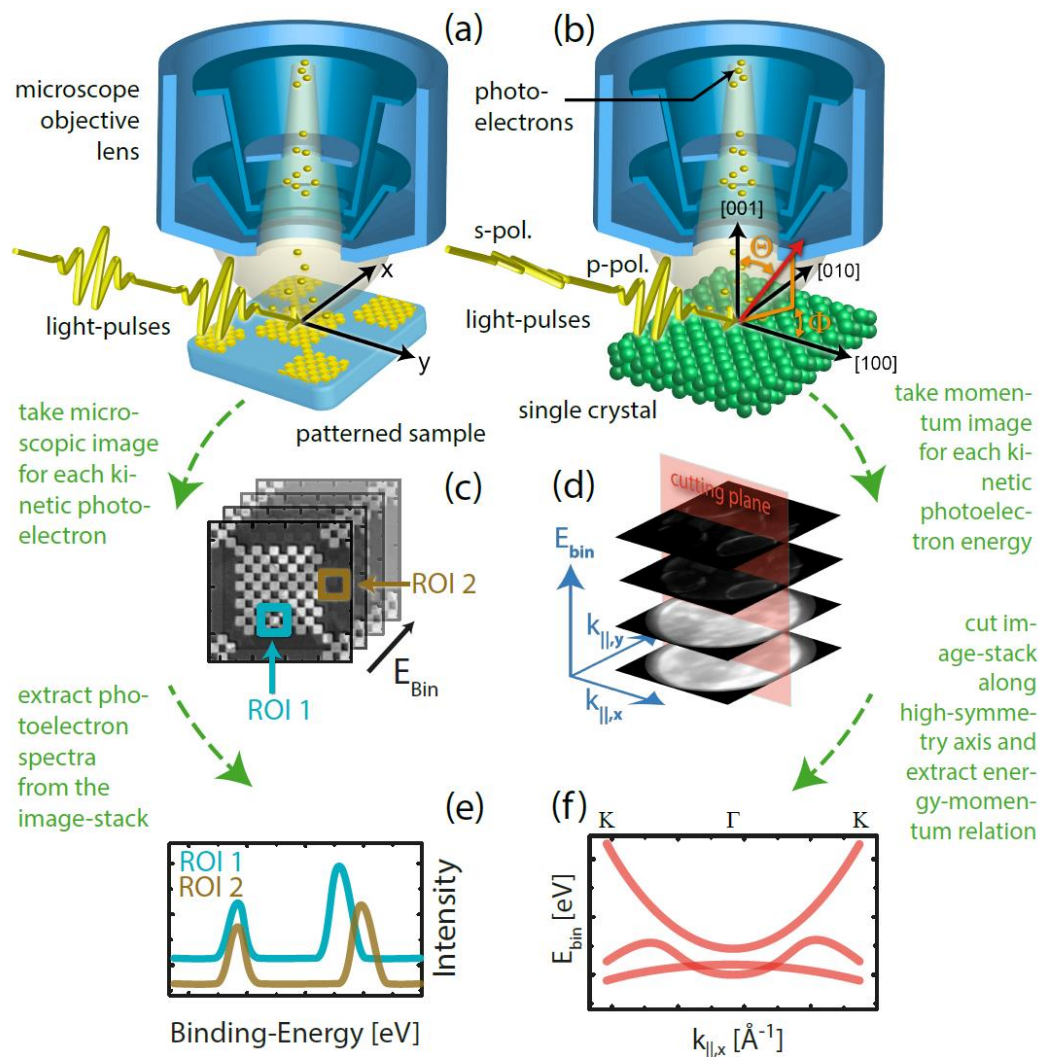 (a)
(b)
microscope
objective
lens
photo-
electrons
[001]
s-pol.
p-pol.
Θ
[010]
x
light-pulses
light-pulses
Φ
y
[100]
single crystal
patterned sample
take micro-
scopic image
for each ki-
netic photo-
electron
take momen-
tum image
for each ki-
netic
photoelec-
tron energy
(c)
ROI 2
ROI 1
E_Bin
(d)
cutting plane
E_bin
k_||,y
k_||,x
extract pho-
toelectron
spectra
from the
image-stack
cut im-
age-stack
along
high-symme-
try axis and
extract ener-
gy-momen-
tum relation
(e)
ROI 1
ROI 2
Intensity
Binding-Energy [eV]
(f)
K Γ K
E_bin [eV]
k_||,x [Å⁻¹]